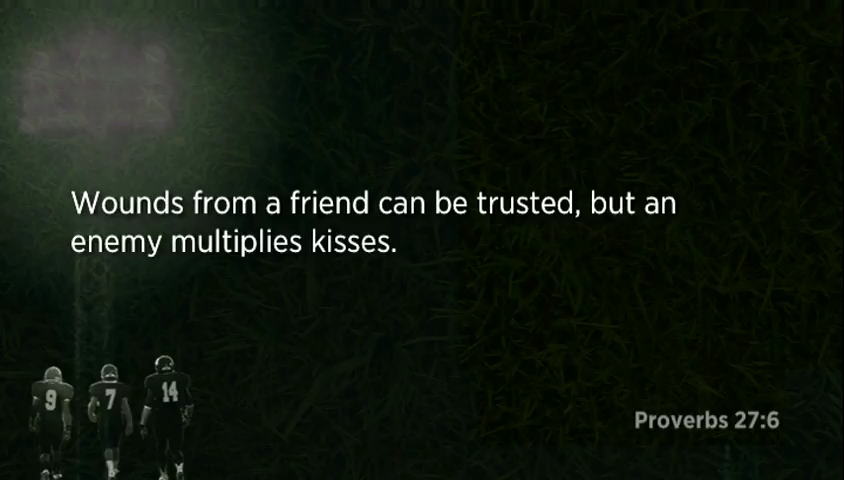 Wounds from a friend can be trusted, but an
enemy multiplies kisses.
9
7
14
Proverbs 27:6